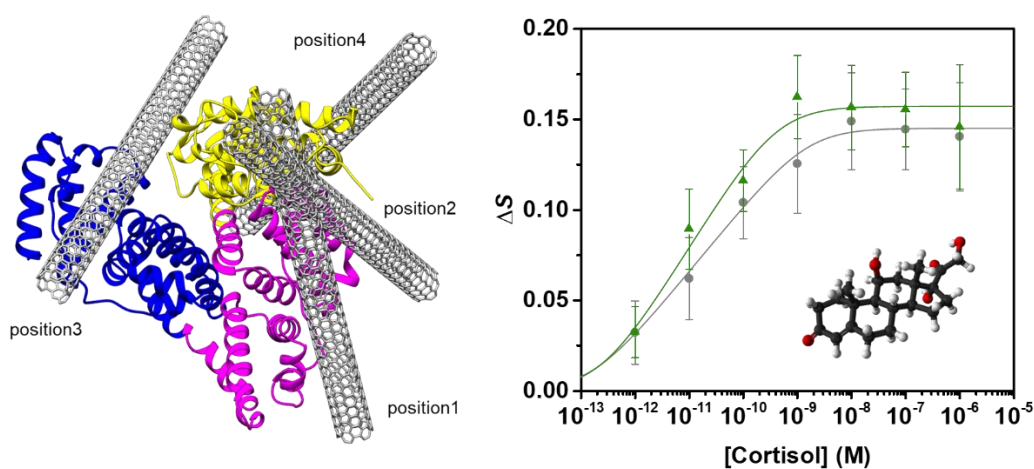 position4
position2
position3
position1
ΔS
0.20
0.15
0.10
0.05
0.00
10⁻¹³ 10⁻¹² 10⁻¹¹ 10⁻¹⁰ 10⁻⁹ 10⁻⁸ 10⁻⁷ 10⁻⁶ 10⁻⁵
[Cortisol] (M)